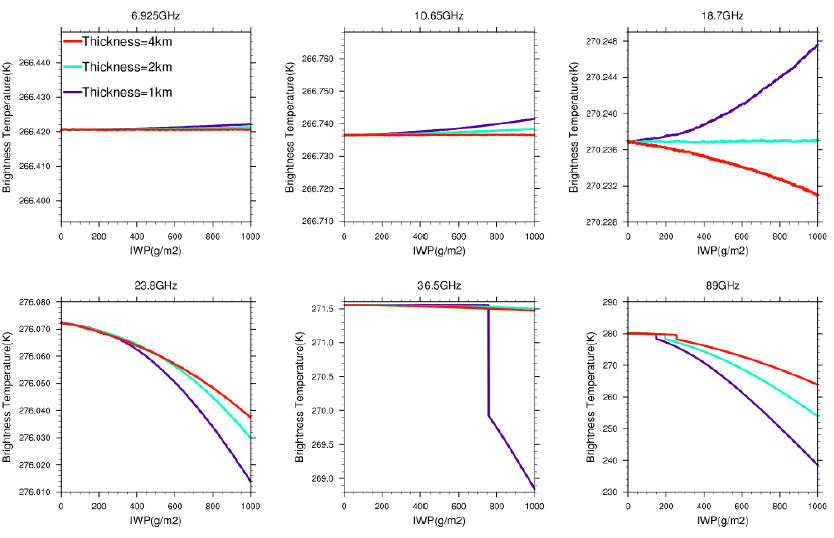 6.925GHz
Brightness Temperature(K)
266.440
266.430
266.420
266.410
266.400
Thickness=4km
Thickness=2km
Thickness=1km
0 200 400 600 800 1000
IWP(g/m2)
10.65GHz
Brightness Temperature(K)
266.760
266.750
266.740
266.730
266.720
266.710
0 200 400 600 800 1000
IWP(g/m2)
18.7GHz
Brightness Temperature(K)
270.248
270.244
270.240
270.236
270.232
270.228
0 200 400 600 800 1000
IWP(g/m2)
23.8GHz
Brightness Temperature(K)
276.080
276.070
276.060
276.050
276.040
276.030
276.020
276.010
0 200 400 600 800 1000
IWP(g/m2)
36.5GHz
Brightness Temperature(K)
271.5
271.0
270.5
270.0
269.5
269.0
0 200 400 600 800 1000
IWP(g/m2)
89GHz
Brightness Temperature(K)
290
280
270
260
250
240
230
0 200 400 600 800 1000
IWP(g/m2)